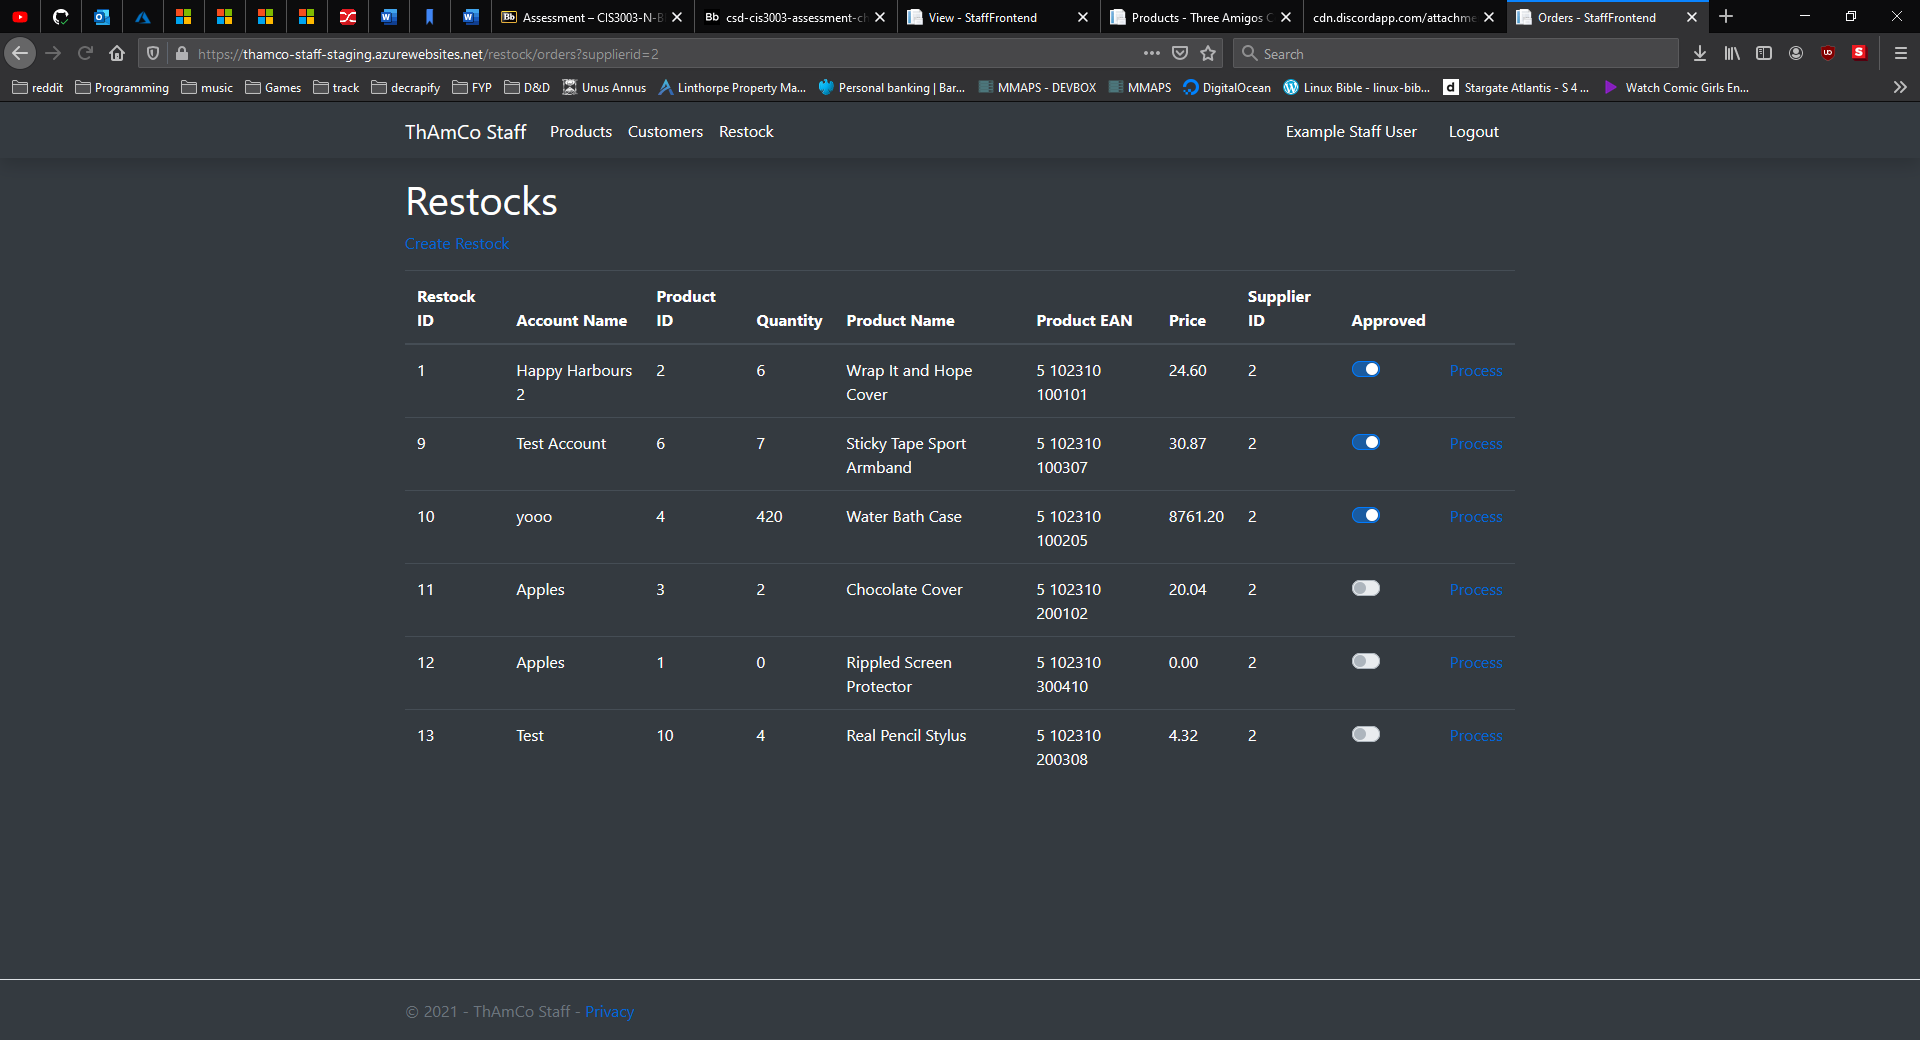 Assessment – CIS3003-N-B
csd-cis3003-assessment-ch
View - StaffFrontend
Products - Three Amigos C
cdn.discordapp.com/attachme
Orders - StaffFrontend
https://thamco-staff-staging.azurewebsites.net/restock/orders?supplierid=2
Search
reddit Programming music Games track decrapify FYP D&D Unus Annus Linthorpe Property Ma... Personal banking | Bar... MMAPS - DEVBOX MMAPS DigitalOcean Linux Bible - linux-bib... Stargate Atlantis - S 4 ... Watch Comic Girls En...
ThAmCo Staff Products Customers Restock Example Staff User Logout
Restocks
Create Restock
Restock ID Account Name Product ID Quantity Product Name Product EAN Price Supplier ID Approved
1 Happy Harbours 2 2 6 Wrap It and Hope Cover 5 102310 100101 24.60 2 Process
9 Test Account 6 7 Sticky Tape Sport Armband 5 102310 100307 30.87 2 Process
10 yooo 4 420 Water Bath Case 5 102310 100205 8761.20 2 Process
11 Apples 3 2 Chocolate Cover 5 102310 200102 20.04 2 Process
12 Apples 1 0 Rippled Screen Protector 5 102310 300410 0.00 2 Process
13 Test 10 4 Real Pencil Stylus 5 102310 200308 4.32 2 Process
© 2021 - ThAmCo Staff - Privacy